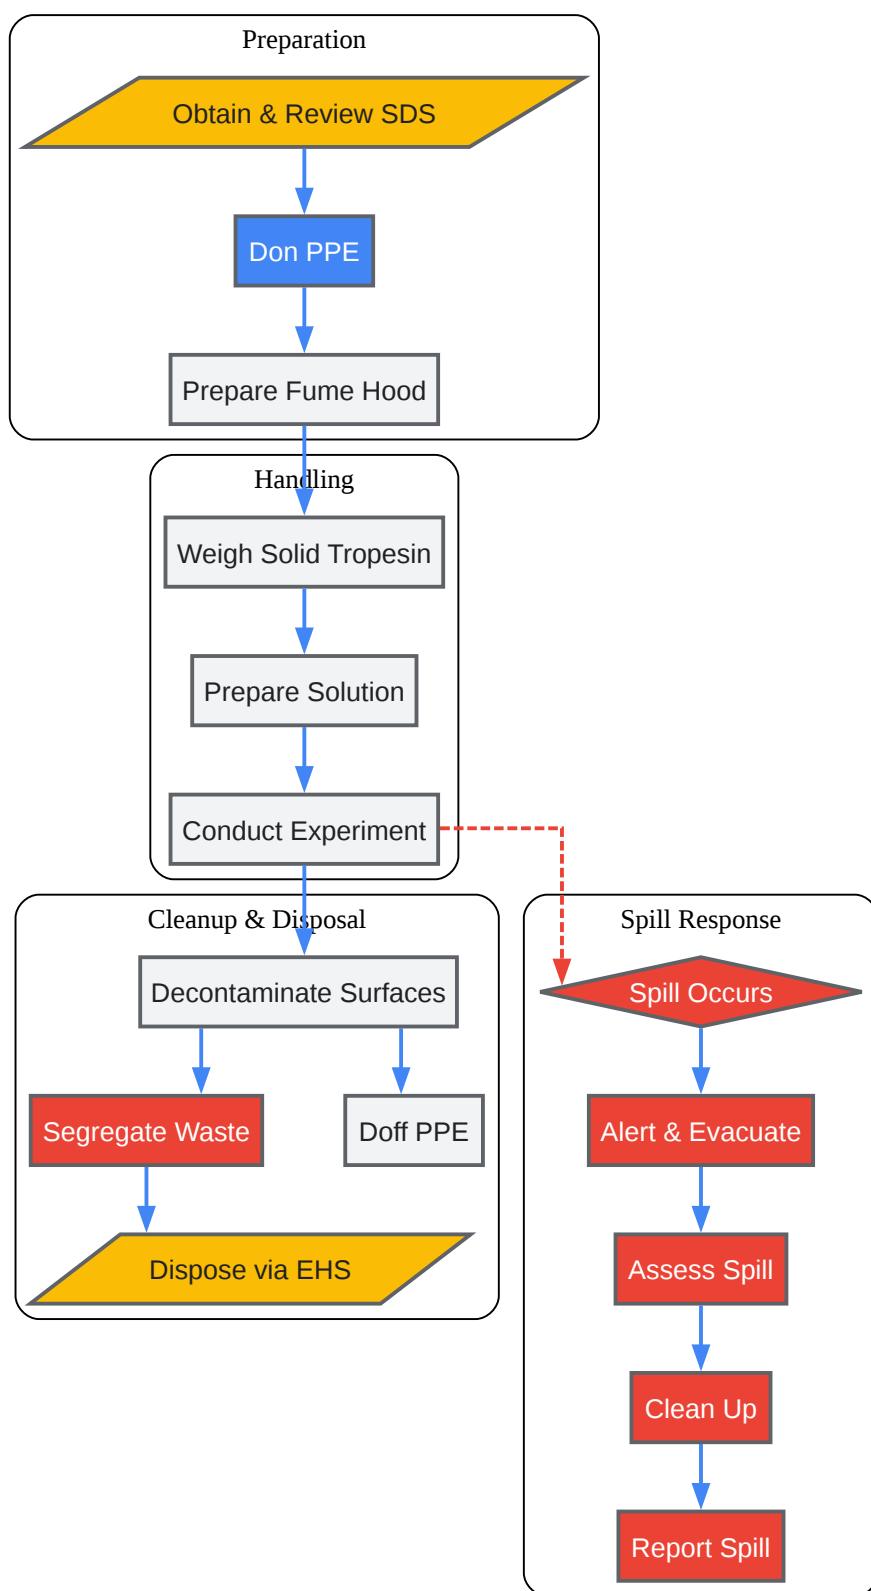 Preparation
Obtain & Review SDS
Don PPE
Prepare Fume Hood
Handling
Weigh Solid Tropesin
Prepare Solution
Conduct Experiment
Cleanup & Disposal
Decontaminate Surfaces
Segregate Waste
Doff PPE
Dispose via EHS
Spill Response
Spill Occurs
Alert & Evacuate
Assess Spill
Clean Up
Report Spill